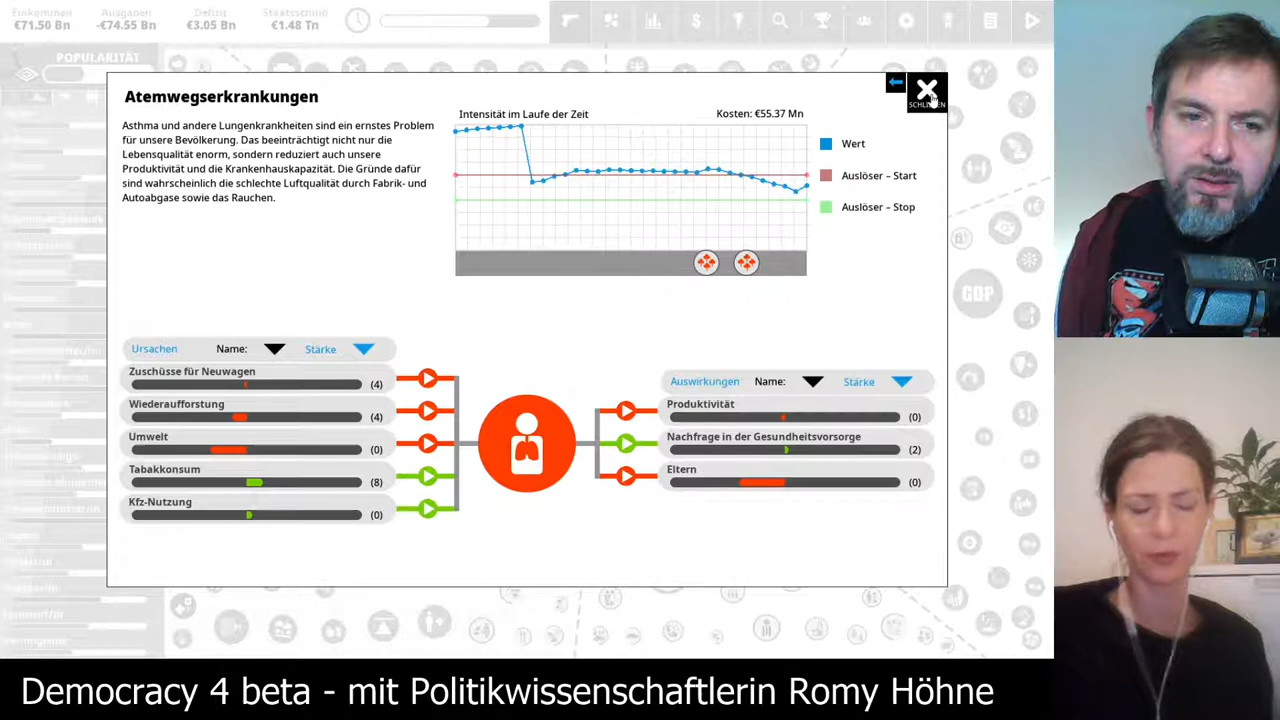 Einkommen
€71.50 Bn
Ausgaben
-€74.55 Bn
Defizit
€3.05 Bn
Staatsschuld
€1.48 Tn
POPULARITÄT
Atemwegserkrankungen
SCHLIEßEN
Asthma und andere Lungenkrankheiten sind ein ernstes Problem
für unsere Bevölkerung. Das beeinträchtigt nicht nur die
Lebensqualität enorm, sondern reduziert auch unsere
Produktivität und die Krankenhauskapazität. Die Gründe dafür
sind wahrscheinlich die schlechte Luftqualität durch Fabrik- und
Autoabgase sowie das Rauchen.
Intensität im Laufe der Zeit
Kosten: €55.37 Mn
Wert
Auslöser – Start
Auslöser – Stop
GDP
Ursachen Name: Stärke
Zuschüsse für Neuwagen
(4)
Wiederaufforstung
(4)
Umwelt
(0)
Tabakkonsum
(8)
Kfz-Nutzung
(0)
Auswirkungen Name: Stärke
Produktivität
(0)
Nachfrage in der Gesundheitsvorsorge
(2)
Eltern
(0)
Democracy 4 beta - mit Politikwissenschaftlerin Romy Höhne